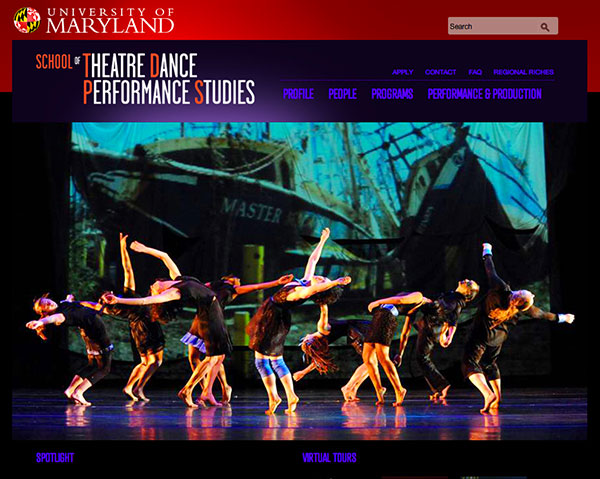 UNIVERSITY OF
MARYLAND
Search
SCHOOL OF THEATRE DANCE
PERFORMANCE STUDIES
APPLY CONTACT FAQ REGIONAL RICHES
PROFILE PEOPLE PROGRAMS PERFORMANCE & PRODUCTION
MASTER
SPOTLIGHT VIRTUAL TOURS